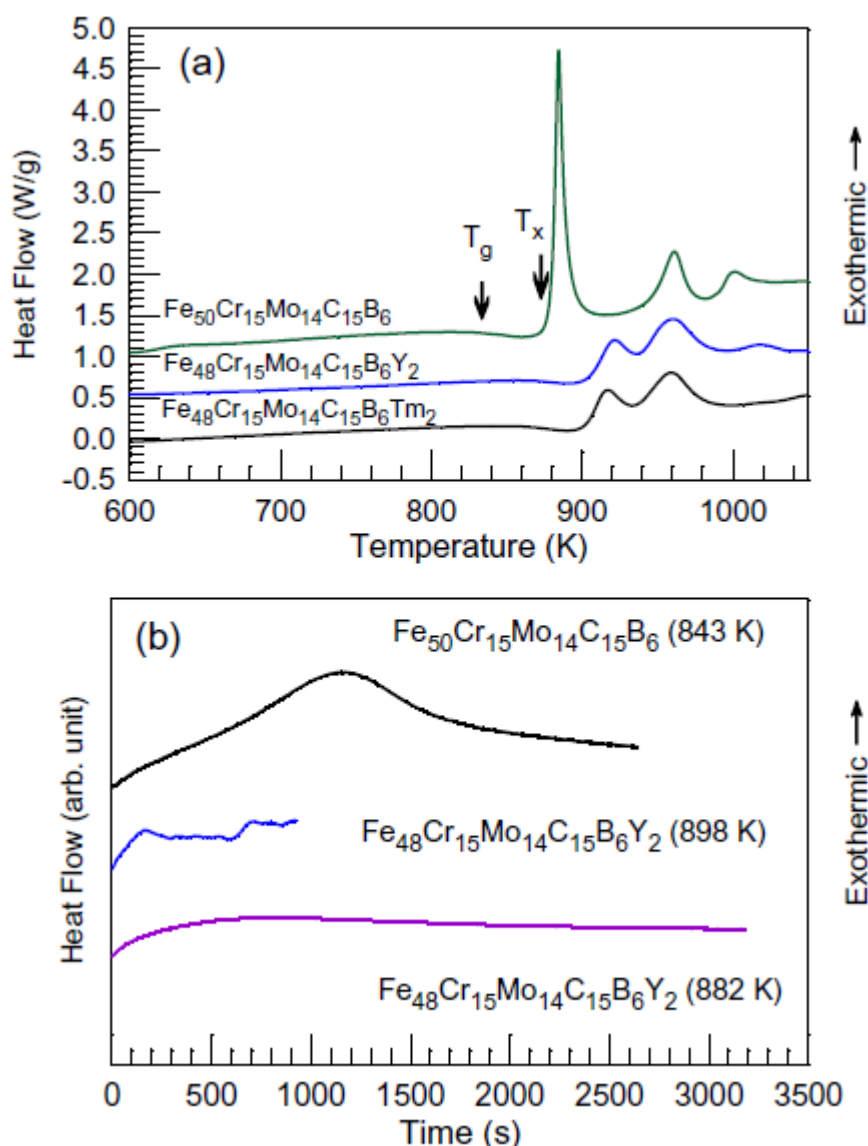 (a)
Heat Flow (W/g)
5.0
4.5
4.0
3.5
3.0
2.5
2.0
1.5
1.0
0.5
0.0
-0.5
T_g
T_x
Fe₅₀Cr₁₅Mo₁₄C₁₅B₆
Fe₄₈Cr₁₅Mo₁₄C₁₅B₆Y₂
Fe₄₈Cr₁₅Mo₁₄C₁₅B₆Tm₂
Exothermic →
600 700 800 900 1000
Temperature (K)
(b)
Heat Flow (arb. unit)
Fe₅₀Cr₁₅Mo₁₄C₁₅B₆ (843 K)
Fe₄₈Cr₁₅Mo₁₄C₁₅B₆Y₂ (898 K)
Fe₄₈Cr₁₅Mo₁₄C₁₅B₆Y₂ (882 K)
Exothermic →
0 500 1000 1500 2000 2500 3000 3500
Time (s)